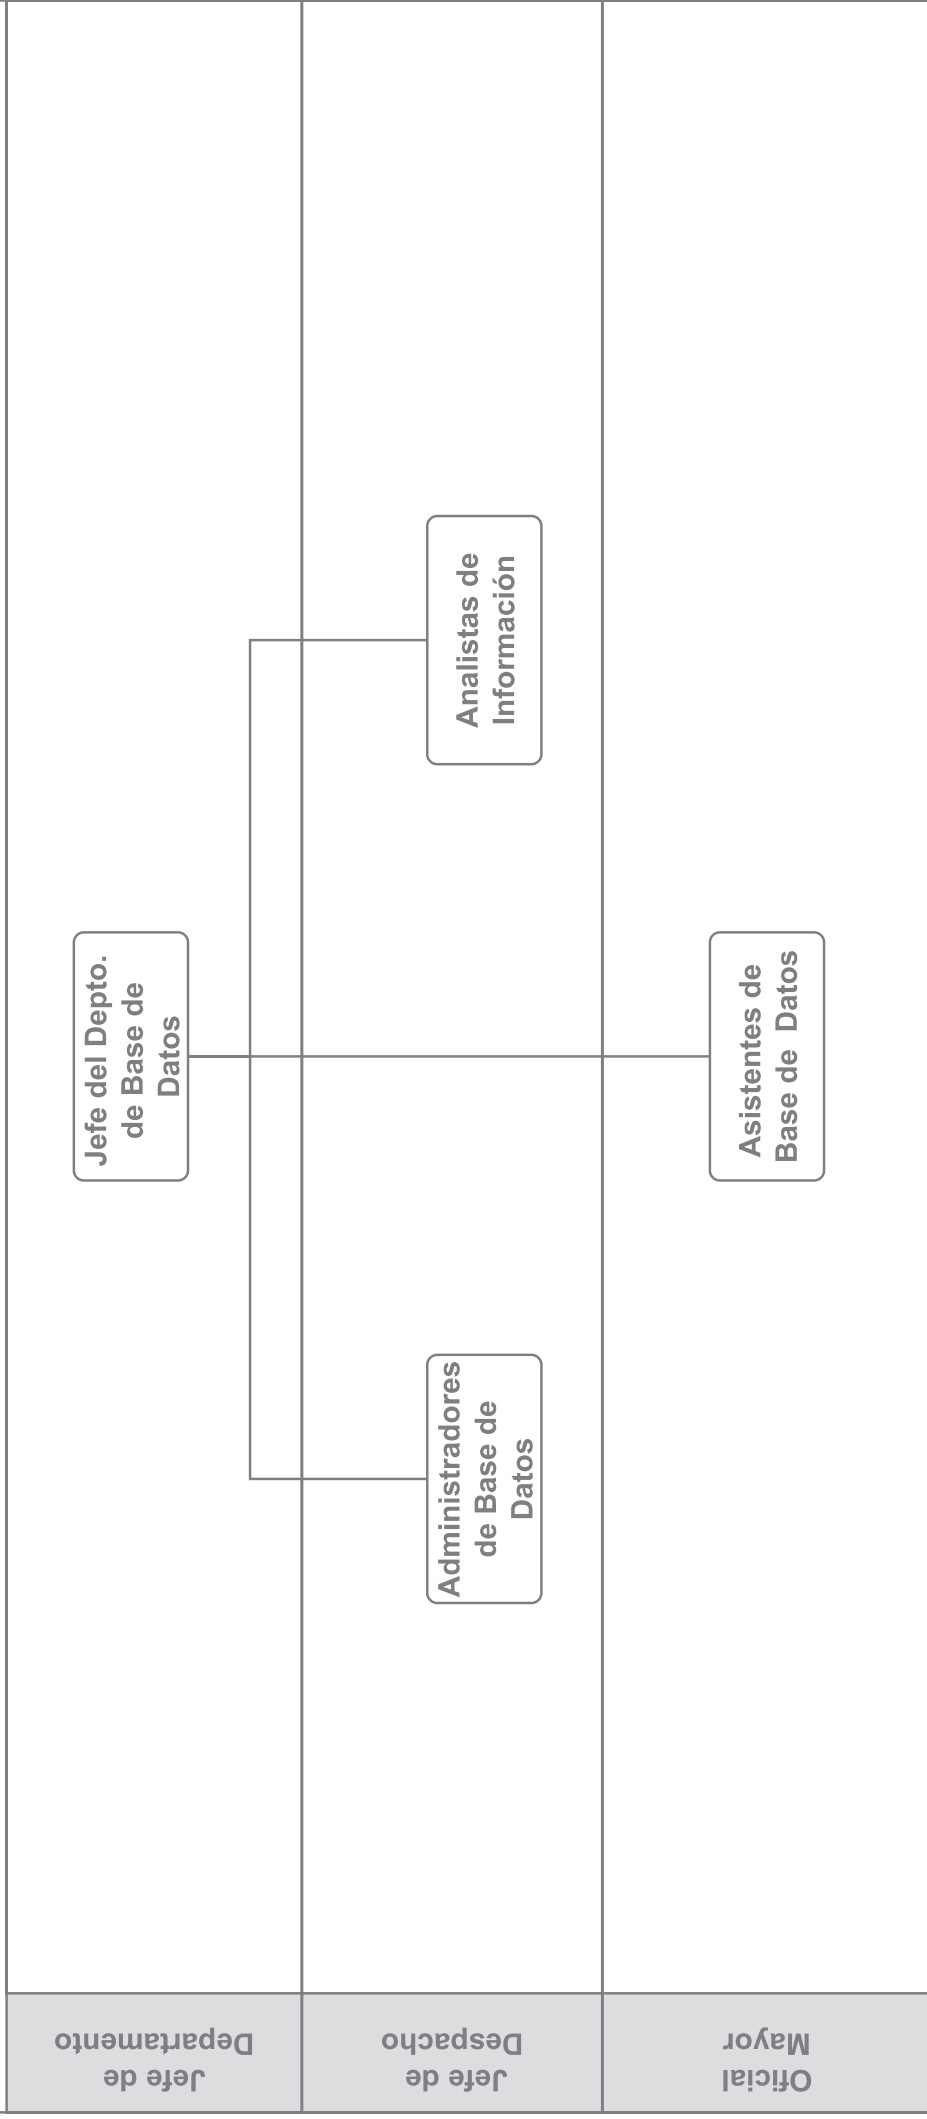 Jefe de
Departamento
Jefe del Depto.
de Base de
Datos
Jefe de
Despacho
Administradores
de Base de
Datos
Analistas de
Información
Oficial
Mayor
Asistentes de
Base de  Datos